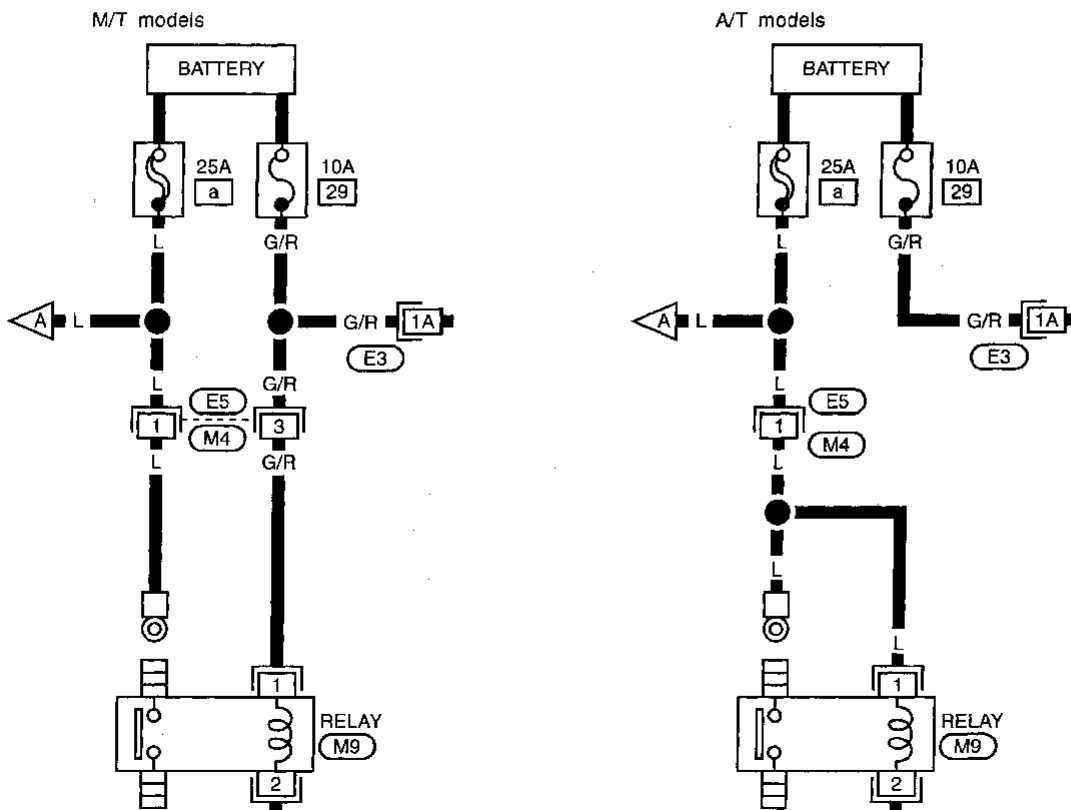 M/T models
BATTERY
25A
a
10A
29
L
G/R
A
L
G/R
1A
E3
L
G/R
E5
1
3
M4
L
G/R
1
RELAY
M9
2
A/T models
BATTERY
25A
a
10A
29
L
G/R
A
L
G/R
1A
E3
L
E5
1
M4
L
L
L
1
RELAY
M9
2